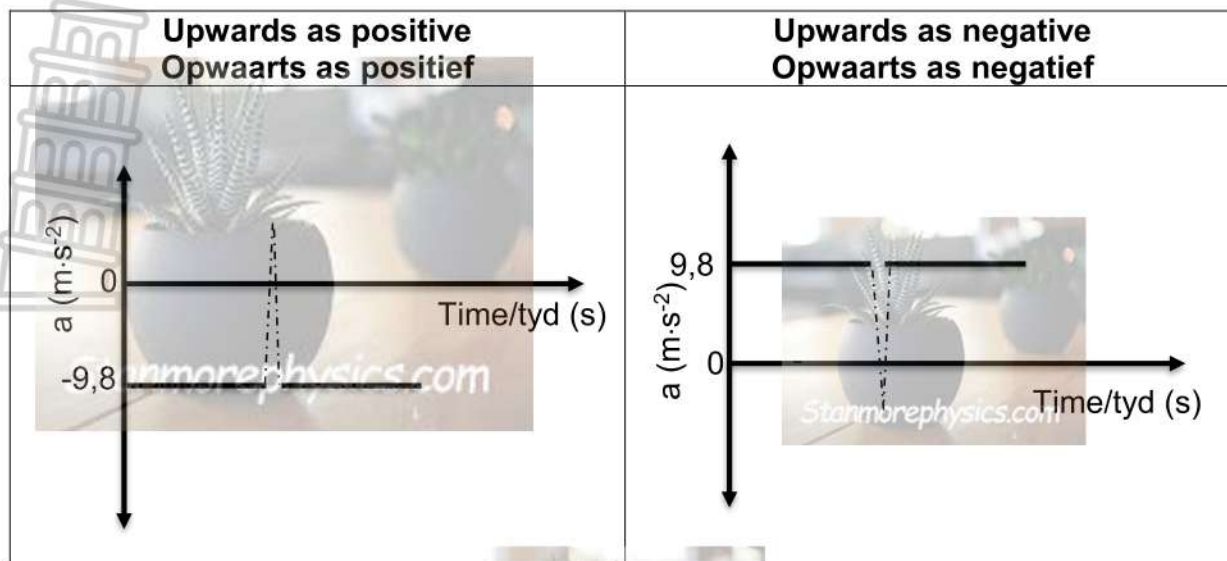 Upwards as positive
Opwaarts as positief
Upwards as negative
Opwaarts as negatief
a (m·s⁻²)
0
Time/tyd (s)
-9,8
Stanmorephysics.com
9,8
a (m·s⁻²)
0
Time/tyd (s)
Stanmorephysics.com